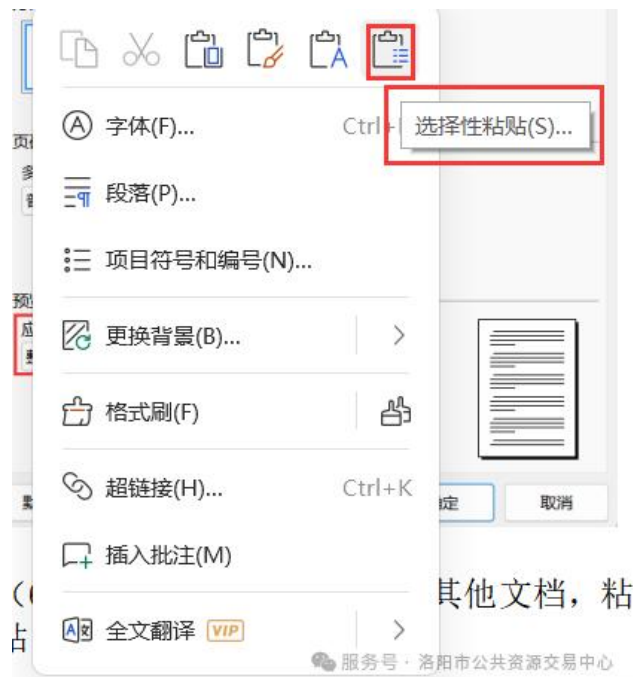 选择性粘贴(S)...
字体(F)... Ctrl+
段落(P)...
项目符号和编号(N)...
更换背景(B)...
格式刷(F)
超链接(H)... Ctrl+K
取消
插入批注(M)
其他文档，粘
全文翻译 VIP
服务号 · 洛阳市公共资源交易中心